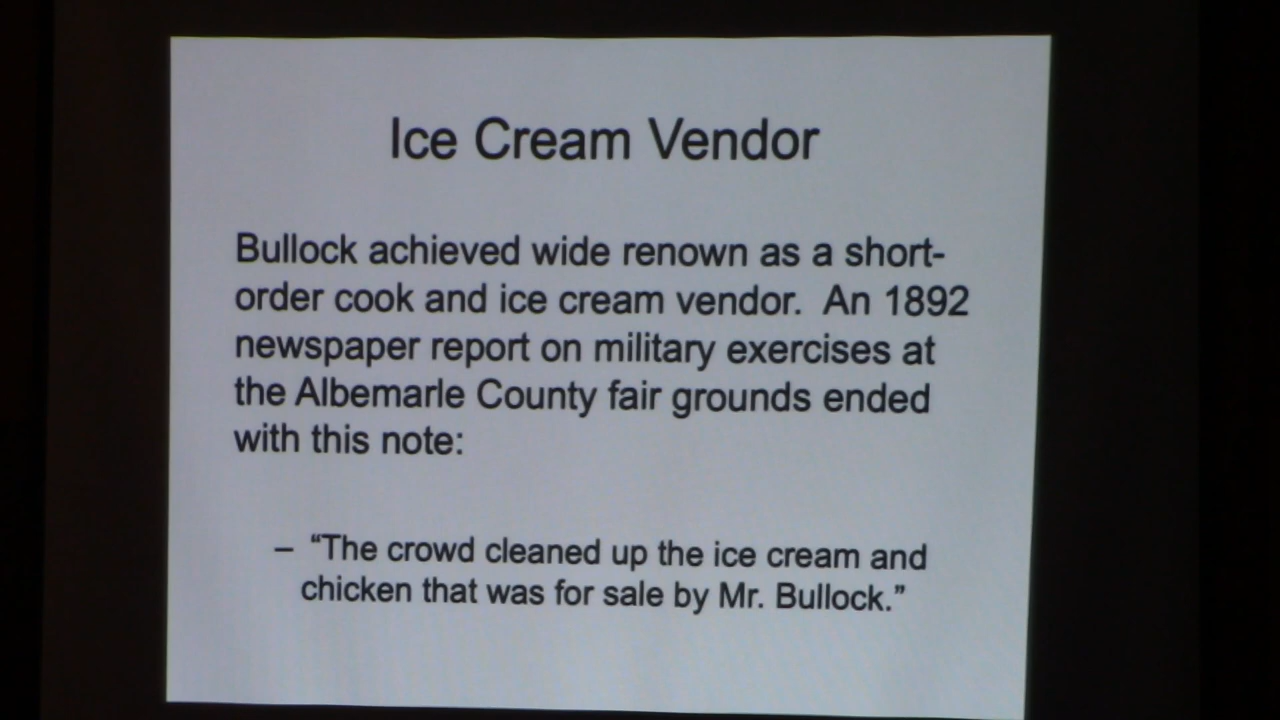 Ice Cream Vendor
Bullock achieved wide renown as a short-
order cook and ice cream vendor. An 1892
newspaper report on military exercises at
the Albemarle County fair grounds ended
with this note:
– “The crowd cleaned up the ice cream and
chicken that was for sale by Mr. Bullock.”